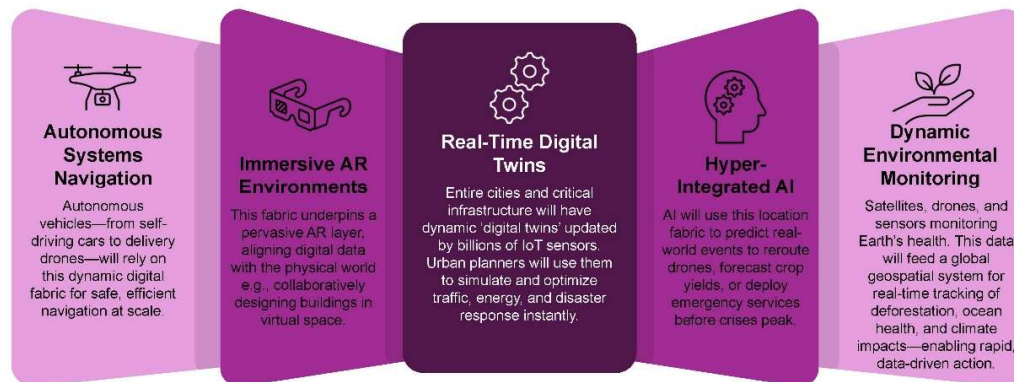 Autonomous
Systems
Navigation
Autonomous
vehicles—from self-
driving cars to delivery
drones—will rely on
this dynamic digital
fabric for safe, efficient
navigation at scale.
Immersive AR
Environments
This fabric underpins a
pervasive AR layer,
aligning digital data
with the physical world
e.g., collaboratively
designing buildings in
virtual space.
Real-Time Digital
Twins
Entire cities and critical
infrastructure will have
dynamic ‘digital twins’ updated
by billions of IoT sensors.
Urban planners will use them
to simulate and optimize
traffic, energy, and disaster
response instantly.
Hyper-
Integrated AI
AI will use this location
fabric to predict real-
world events to reroute
drones, forecast crop
yields, or deploy
emergency services
before crises peak.
Dynamic
Environmental
Monitoring
Satellites, drones, and
sensors monitoring
Earth’s health. This data
will feed a global
geospatial system for
real-time tracking of
deforestation, ocean
health, and climate
impacts—enabling rapid,
data-driven action.